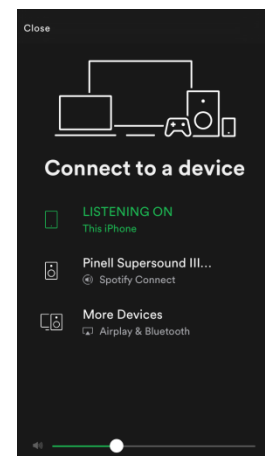 Close
Connect to a device
LISTENING ON
This iPhone
Pinell Supersound III...
Spotify Connect
More Devices
Airplay & Bluetooth